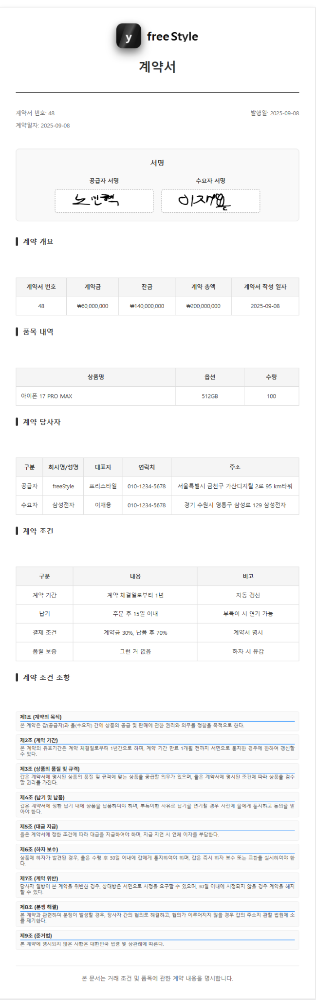 y freeStyle
계약서
계약서 번호: 48 발행일: 2025-09-08
계약일자: 2025-09-08
서명
공급자 서명 수요자 서명
노민혁 이재용
계약 개요
계약서 번호 계약금 잔금 계약 총액 계약서 작성 일자
48 ₩60,000,000 ₩140,000,000 ₩200,000,000 2025-09-08
품목 내역
상품명 옵션 수량
아이폰 17 PRO MAX 512GB 100
계약 당사자
구분 회사명/성명 대표자 연락처 주소
공급자 freeStyle 프리스타일 010-1234-5678 서울특별시 금천구 가산디지털 2로 95 km타워
수요자 삼성전자 이재용 010-1234-5678 경기 수원시 영통구 삼성로 129 삼성전자
계약 조건
구분 내용 비고
계약 기간 계약 체결일로부터 1년 자동 갱신
납기 주문 후 15일 이내 부득이 시 연기 가능
결제 조건 계약금 30%, 납품 후 70% 계약서 명시
품질 보증 그런 거 없음 하자 시 유감
계약 조건 조항
제1조 (계약의 목적)
본 계약은 갑(공급자)과 을(수요자) 간에 상품의 공급 및 판매에 관한 권리와 의무를 정함을 목적으로 한다.
제2조 (계약 기간)
본 계약의 유효기간은 계약 체결일로부터 1년간으로 하며, 계약 기간 만료 1개월 전까지 서면으로 통지한 경우에 한하여 갱신할
수 있다.
제3조 (상품의 품질 및 규격)
갑은 계약서에 명시된 상품의 품질 및 규격에 맞는 상품을 공급할 의무가 있으며, 을은 계약서에 명시된 조건에 따라 상품을 검수
할 권리를 가진다.
제4조 (납기 및 납품)
갑은 계약서에 정한 납기 내에 상품을 납품하여야 하며, 부득이한 사유로 납기를 연기할 경우 사전에 을에게 통지하고 동의를 받
아야 한다.
제5조 (대금 지급)
을은 계약서에 정한 조건에 따라 대금을 지급하여야 하며, 지급 지연 시 연체 이자를 부담한다.
제6조 (하자 보수)
상품에 하자가 발견된 경우, 을은 수령 후 30일 이내에 갑에게 통지하여야 하며, 갑은 즉시 하자 보수 또는 교환을 실시하여야 한
다.
제7조 (계약 위반)
당사자 일방이 본 계약을 위반한 경우, 상대방은 서면으로 시정을 요구할 수 있으며, 30일 이내에 시정되지 않을 경우 계약을 해지
할 수 있다.
제8조 (분쟁 해결)
본 계약과 관련하여 분쟁이 발생할 경우, 당사자 간의 협의로 해결하고, 협의가 이루어지지 않을 경우 갑의 주소지 관할 법원에 소
를 제기한다.
제9조 (준거법)
본 계약에 명시되지 않은 사항은 대한민국 법령 및 상관례에 따른다.
본 문서는 거래 조건 및 품목에 관한 계약 내용을 명시합니다.